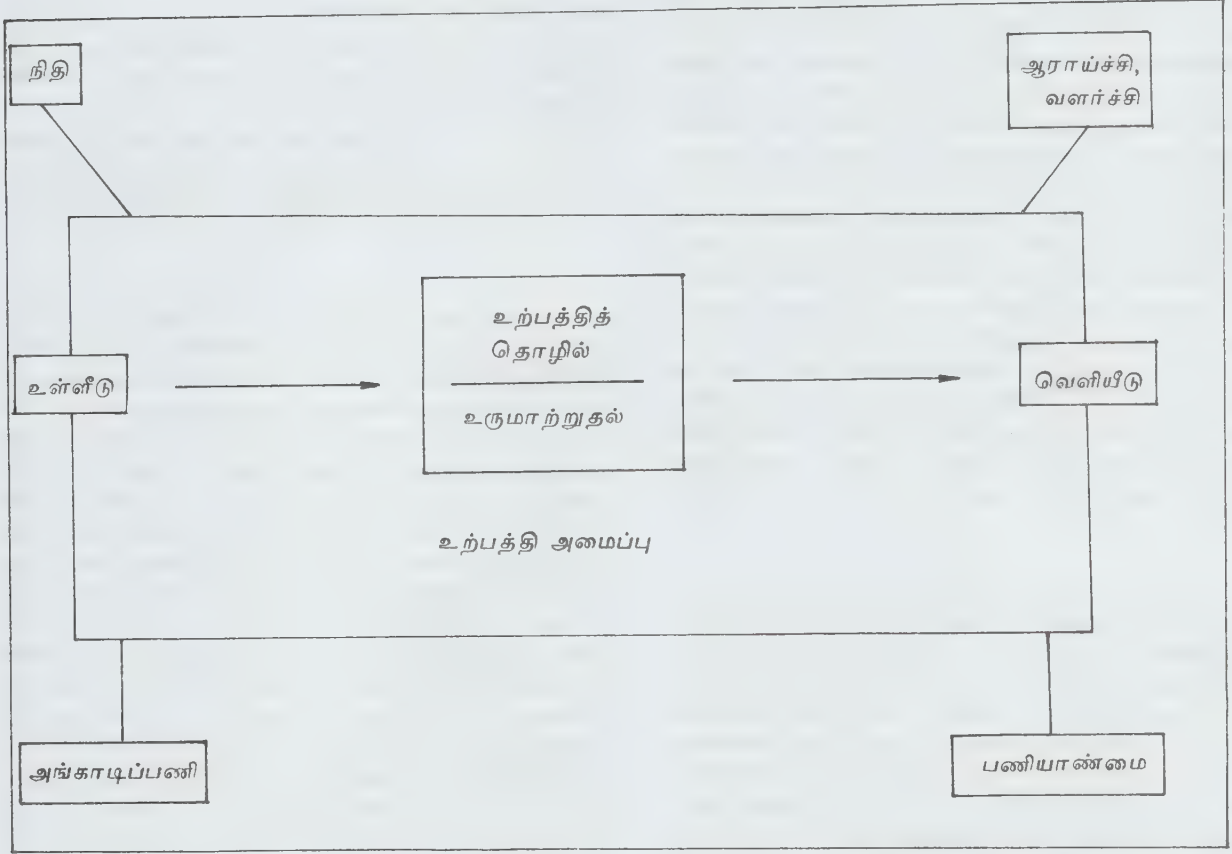 நிதி
ஆராய்ச்சி,
வளர்ச்சி
உற்பத்தித்
தொழில்
உள்ளீடு
வெளியீடு
உருமாற்றுதல்
உற்பத்தி அமைப்பு
அங்காடிப்பணி
பணியாண்மை